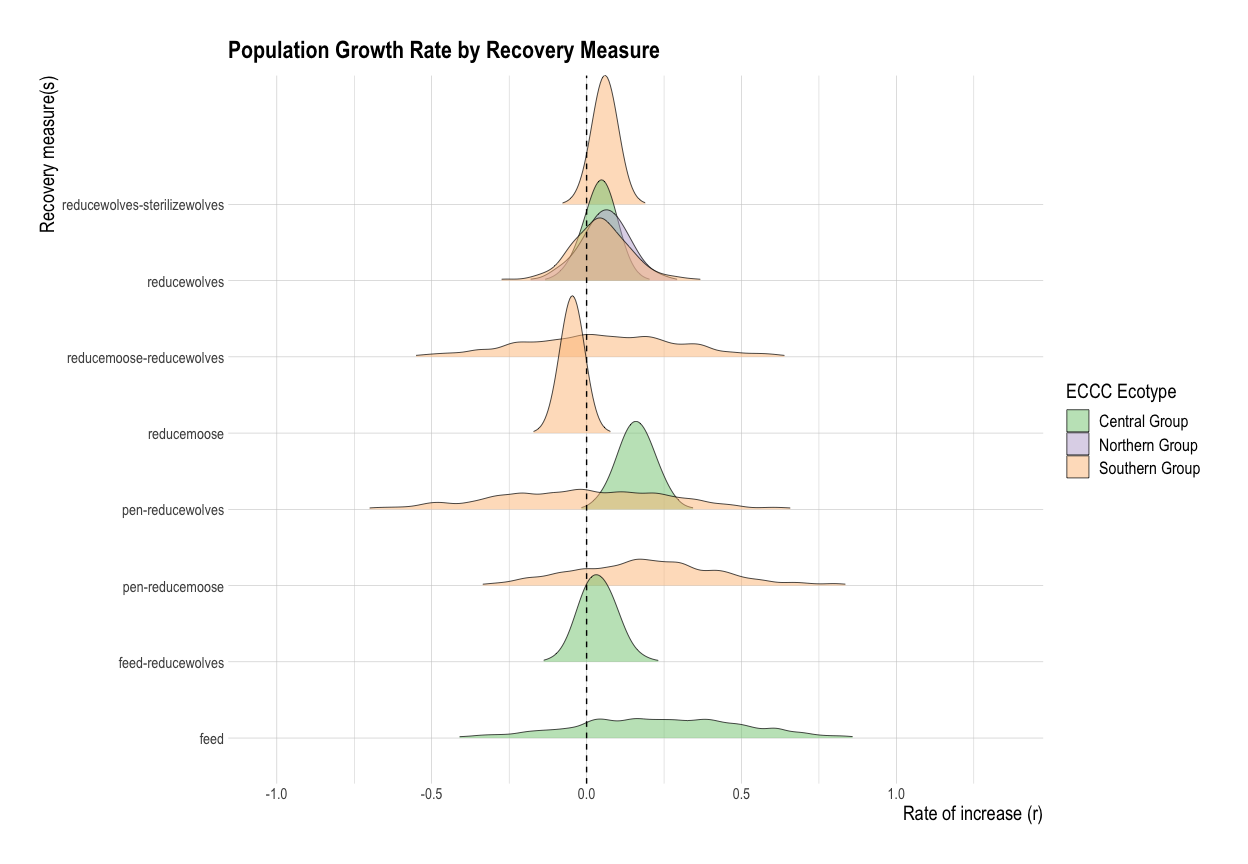 Population Growth Rate by Recovery Measure
Recovery measure(s)
reducewolves-sterilizewolves
reducewolves
reducemoose-reducewolves
reducemoose
pen-reducewolves
pen-reducemoose
feed-reducewolves
feed
-1.0 -0.5 0.0 0.5 1.0
Rate of increase (r)
ECCC Ecotype
Central Group
Northern Group
Southern Group